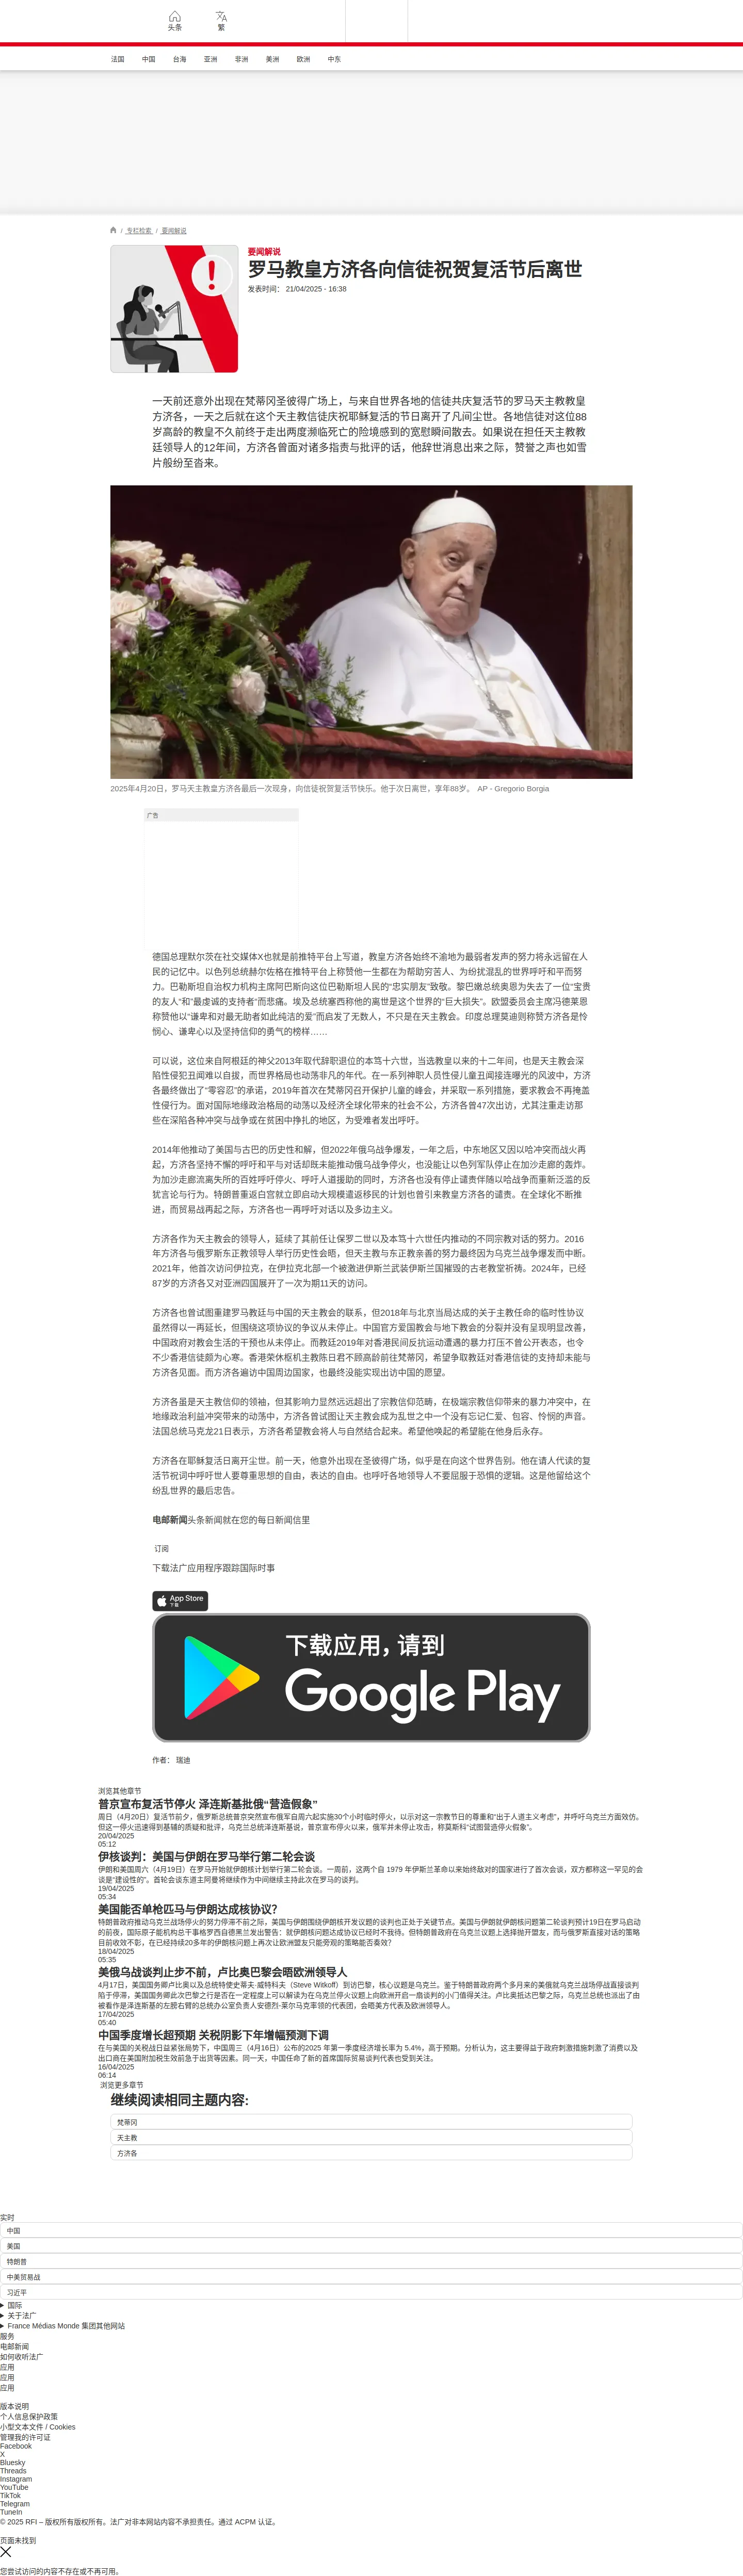 头条
繁
法国 中国 台海 亚洲 非洲 美洲 欧洲 中东
/ 专栏检索 / 要闻解说
要闻解说
罗马教皇方济各向信徒祝贺复活节后离世
发表时间： 21/04/2025 - 16:38
一天前还意外出现在梵蒂冈圣彼得广场上，与来自世界各地的信徒共庆复活节的罗马天主教教皇
方济各，一天之后就在这个天主教信徒庆祝耶稣复活的节日离开了凡间尘世。各地信徒对这位88
岁高龄的教皇不久前终于走出两度濒临死亡的险境感到的宽慰瞬间散去。如果说在担任天主教教
廷领导人的12年间，方济各曾面对诸多指责与批评的话，他辞世消息出来之际，赞誉之声也如雪
片般纷至沓来。
2025年4月20日，罗马天主教皇方济各最后一次现身，向信徒祝贺复活节快乐。他于次日离世，享年88岁。 AP - Gregorio Borgia
广告
德国总理默尔茨在社交媒体X也就是前推特平台上写道，教皇方济各始终不渝地为最弱者发声的努力将永远留在人
民的记忆中。以色列总统赫尔佐格在推特平台上称赞他一生都在为帮助穷苦人、为纷扰混乱的世界呼吁和平而努
力。巴勒斯坦自治权力机构主席阿巴斯向这位巴勒斯坦人民的“忠实朋友”致敬。黎巴嫩总统奥恩为失去了一位“宝贵
的友人”和”最虔诚的支持者“而悲痛。埃及总统塞西称他的离世是这个世界的“巨大损失”。欧盟委员会主席冯德莱恩
称赞他以“谦卑和对最无助者如此纯洁的爱”而启发了无数人，不只是在天主教会。印度总理莫迪则称赞方济各是怜
悯心、谦卑心以及坚持信仰的勇气的榜样……
可以说，这位来自阿根廷的神父2013年取代辞职退位的本笃十六世，当选教皇以来的十二年间，也是天主教会深
陷性侵犯丑闻难以自拔，而世界格局也动荡非凡的年代。在一系列神职人员性侵儿童丑闻接连曝光的风波中，方济
各最终做出了“零容忍”的承诺，2019年首次在梵蒂冈召开保护儿童的峰会，并采取一系列措施，要求教会不再掩盖
性侵行为。面对国际地缘政治格局的动荡以及经济全球化带来的社会不公，方济各曾47次出访，尤其注重走访那
些在深陷各种冲突与战争或在贫困中挣扎的地区，为受难者发出呼吁。
2014年他推动了美国与古巴的历史性和解，但2022年俄乌战争爆发，一年之后，中东地区又因以哈冲突而战火再
起，方济各坚持不懈的呼吁和平与对话却既未能推动俄乌战争停火，也没能让以色列军队停止在加沙走廊的轰炸。
为加沙走廊流离失所的百姓呼吁停火、呼吁人道援助的同时，方济各也没有停止谴责伴随以哈战争而重新泛滥的反
犹言论与行为。特朗普重返白宫就立即启动大规模遣返移民的计划也曾引来教皇方济各的谴责。在全球化不断推
进，而贸易战再起之际，方济各也一再呼吁对话以及多边主义。
方济各作为天主教会的领导人，延续了其前任让保罗二世以及本笃十六世任内推动的不同宗教对话的努力。2016
年方济各与俄罗斯东正教领导人举行历史性会晤，但天主教与东正教亲善的努力最终因为乌克兰战争爆发而中断。
2021年，他首次访问伊拉克，在伊拉克北部一个被激进伊斯兰武装伊斯兰国摧毁的古老教堂祈祷。2024年，已经
87岁的方济各又对亚洲四国展开了一次为期11天的访问。
方济各也曾试图重建罗马教廷与中国的天主教会的联系，但2018年与北京当局达成的关于主教任命的临时性协议
虽然得以一再延长，但围绕这项协议的争议从未停止。中国官方爱国教会与地下教会的分裂并没有呈现明显改善，
中国政府对教会生活的干预也从未停止。而教廷2019年对香港民间反抗运动遭遇的暴力打压不曾公开表态，也令
不少香港信徒颇为心寒。香港荣休枢机主教陈日君不顾高龄前往梵蒂冈，希望争取教廷对香港信徒的支持却未能与
方济各见面。而方济各遍访中国周边国家，也最终没能实现出访中国的愿望。
方济各虽是天主教信仰的领袖，但其影响力显然远远超出了宗教信仰范畴，在极端宗教信仰带来的暴力冲突中，在
地缘政治利益冲突带来的动荡中，方济各曾试图让天主教会成为乱世之中一个没有忘记仁爱、包容、怜悯的声音。
法国总统马克龙21日表示，方济各希望教会将人与自然结合起来。希望他唤起的希望能在他身后永存。
方济各在耶稣复活日离开尘世。前一天，他意外出现在圣彼得广场，似乎是在向这个世界告别。他在请人代读的复
活节祝词中呼吁世人要尊重思想的自由，表达的自由。也呼吁各地领导人不要屈服于恐惧的逻辑。这是他留给这个
纷乱世界的最后忠告。
电邮新闻头条新闻就在您的每日新闻信里
订阅
下载法广应用程序跟踪国际时事
App Store
下载
下载应用，请到
Google Play
作者： 瑞迪
浏览其他章节
普京宣布复活节停火 泽连斯基批俄“营造假象”
周日（4月20日）复活节前夕，俄罗斯总统普京突然宣布俄军自周六起实施30个小时临时停火，以示对这一宗教节日的尊重和“出于人道主义考虑”，并呼吁乌克兰方面效仿。
但这一停火迅速得到基辅的质疑和批评，乌克兰总统泽连斯基说，普京宣布停火以来，俄军并未停止攻击，称莫斯科“试图营造停火假象”。
20/04/2025
05:12
伊核谈判：美国与伊朗在罗马举行第二轮会谈
伊朗和美国周六（4月19日）在罗马开始就伊朗核计划举行第二轮会谈。一周前，这两个自 1979 年伊斯兰革命以来始终敌对的国家进行了首次会谈，双方都称这一罕见的会
谈是“建设性的”。首轮会谈东道主阿曼将继续作为中间继续主持此次在罗马的谈判。
19/04/2025
05:34
美国能否单枪匹马与伊朗达成核协议？
特朗普政府推动乌克兰战场停火的努力停滞不前之际，美国与伊朗围绕伊朗核开发议题的谈判也正处于关键节点。美国与伊朗就伊朗核问题第二轮谈判预计19日在罗马启动
的前夜，国际原子能机构总干事格罗西自德黑兰发出警告：就伊朗核问题达成协议已经时不我待。但特朗普政府在乌克兰议题上选择抛开盟友，而与俄罗斯直接对话的策略
目前收效不彰，在已经持续20多年的伊朗核问题上再次让欧洲盟友只能旁观的策略能否奏效？
18/04/2025
05:35
美俄乌战谈判止步不前，卢比奥巴黎会晤欧洲领导人
4月17日，美国国务卿卢比奥以及总统特使史蒂夫·威特科夫（Steve Witkoff）到访巴黎，核心议题是乌克兰。鉴于特朗普政府两个多月来的美俄就乌克兰战场停战直接谈判
陷于停滞，美国国务卿此次巴黎之行是否在一定程度上可以解读为在乌克兰停火议题上向欧洲开启一扇谈判的小门值得关注。卢比奥抵达巴黎之际，乌克兰总统也派出了由
被看作是泽连斯基的左膀右臂的总统办公室负责人安德烈-莱尔马克率领的代表团，会晤美方代表及欧洲领导人。
17/04/2025
05:40
中国季度增长超预期 关税阴影下年增幅预测下调
在与美国的关税战日益紧张局势下，中国周三（4月16日）公布的2025 年第一季度经济增长率为 5.4%，高于预期。分析认为，这主要得益于政府刺激措施刺激了消费以及
出口商在美国附加税生效前急于出货等因素。同一天，中国任命了新的首席国际贸易谈判代表也受到关注。
16/04/2025
06:14
浏览更多章节
继续阅读相同主题内容:
梵蒂冈
天主教
方济各
实时
中国
美国
特朗普
中美贸易战
习近平
国际
关于法广
France Médias Monde 集团其他网站
服务
电邮新闻
如何收听法广
应用
应用
应用
版本说明
个人信息保护政策
小型文本文件 / Cookies
管理我的许可证
Facebook
X
Bluesky
Threads
Instagram
YouTube
TikTok
Telegram
TuneIn
© 2025 RFI – 版权所有版权所有。法广对非本网站内容不承担责任。通过 ACPM 认证。
页面未找到
您尝试访问的内容不存在或不再可用。